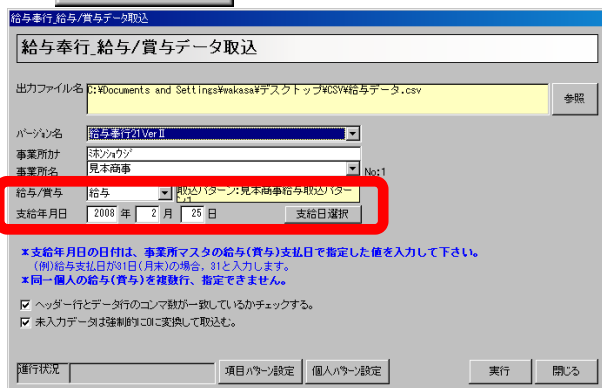 給与奉行_給与/賞与データ取込
給与奉行_給与/賞与データ取込
出力ファイル名 C:¥Documents and Settings¥wakasa¥デスクトップ¥CSV¥給与データ.csv 参照
バージョン名 給与奉行21VerⅡ
事業所カナ ミホンショウジ
事業所名 見本商事 No:1
給与/賞与 給与 取込パターン:見本商事給与取込パターン1
支給年月日 2008 年 2 月 25 日 支給日選択
*支給年月日の日付は、事業所マスタの給与(賞与)支払日で指定した値を入力して下さい。
(例)給与支払日が31日(月末)の場合、31と入力します。
*同一個人の給与(賞与)を複数行、指定できません。
ヘッダー行とデータ行のコンマ数が一致しているかチェックする。
未入力データは強制的に0に変換して取込む。
進行状況 項目パターン設定 個人パターン設定 実行 閉じる